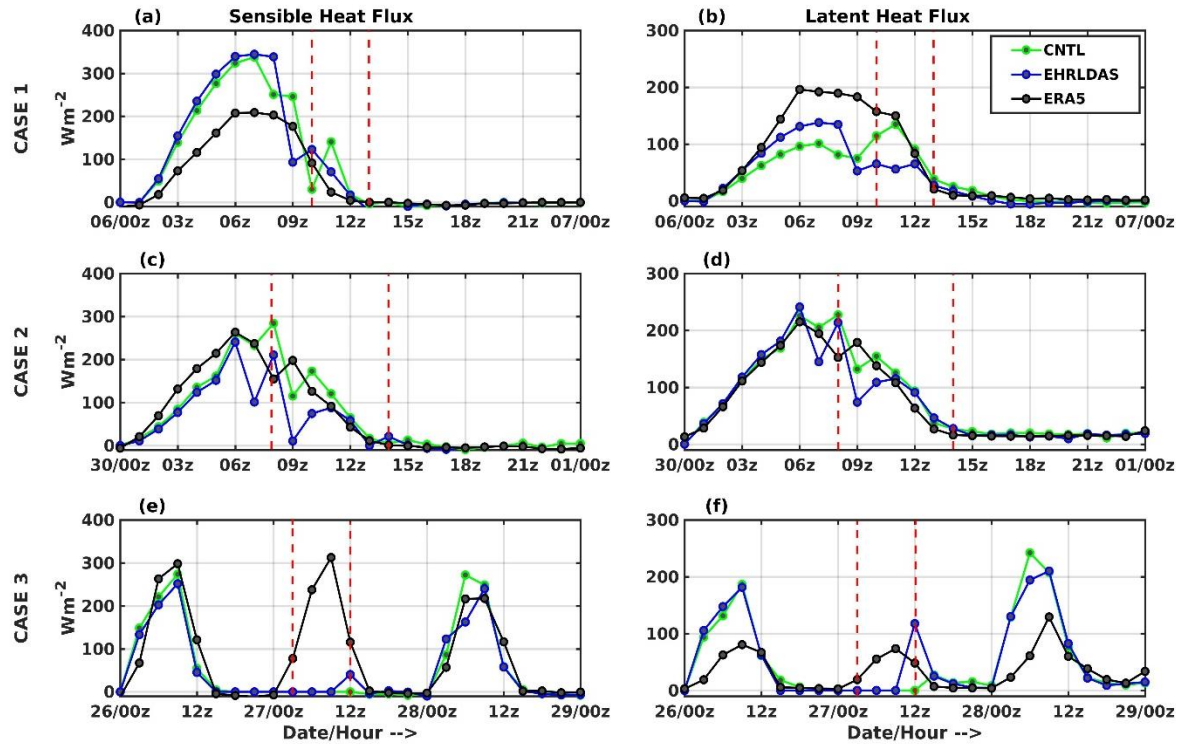 (a) Sensible Heat Flux
(b) Latent Heat Flux
CASE 1
Wm-2
400
300
200
100
0
06/00z 03z 06z 09z 12z 15z 18z 21z 07/00z
300
200
100
0
06/00z 03z 06z 09z 12z 15z 18z 21z 07/00z
CNTL
EHRLDAS
ERA5
(c)
(d)
CASE 2
Wm-2
400
300
200
100
0
30/00z 03z 06z 09z 12z 15z 18z 21z 01/00z
300
200
100
0
30/00z 03z 06z 09z 12z 15z 18z 21z 01/00z
(e)
(f)
CASE 3
Wm-2
400
300
200
100
0
26/00z 12z 27/00z 12z 28/00z 12z 29/00z
Date/Hour -->
300
200
100
0
26/00z 12z 27/00z 12z 28/00z 12z 29/00z
Date/Hour -->